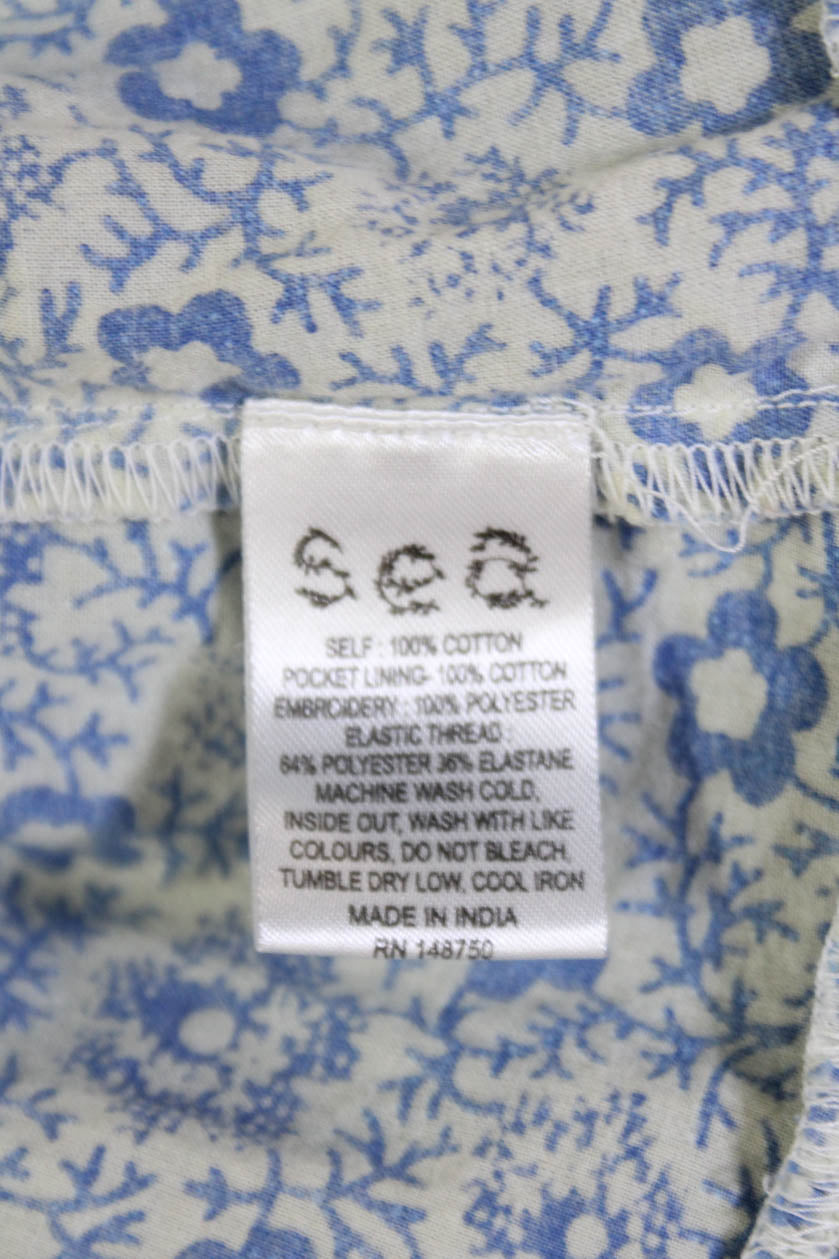 Sea
SELF : 100% COTTON
POCKET LINING- 100% COTTON
EMBROIDERY : 100% POLYESTER
ELASTIC THREAD :
64% POLYESTER 36% ELASTANE
MACHINE WASH COLD,
INSIDE OUT, WASH WITH LIKE
COLOURS, DO NOT BLEACH,
TUMBLE DRY LOW, COOL IRON
MADE IN INDIA
RN 148750